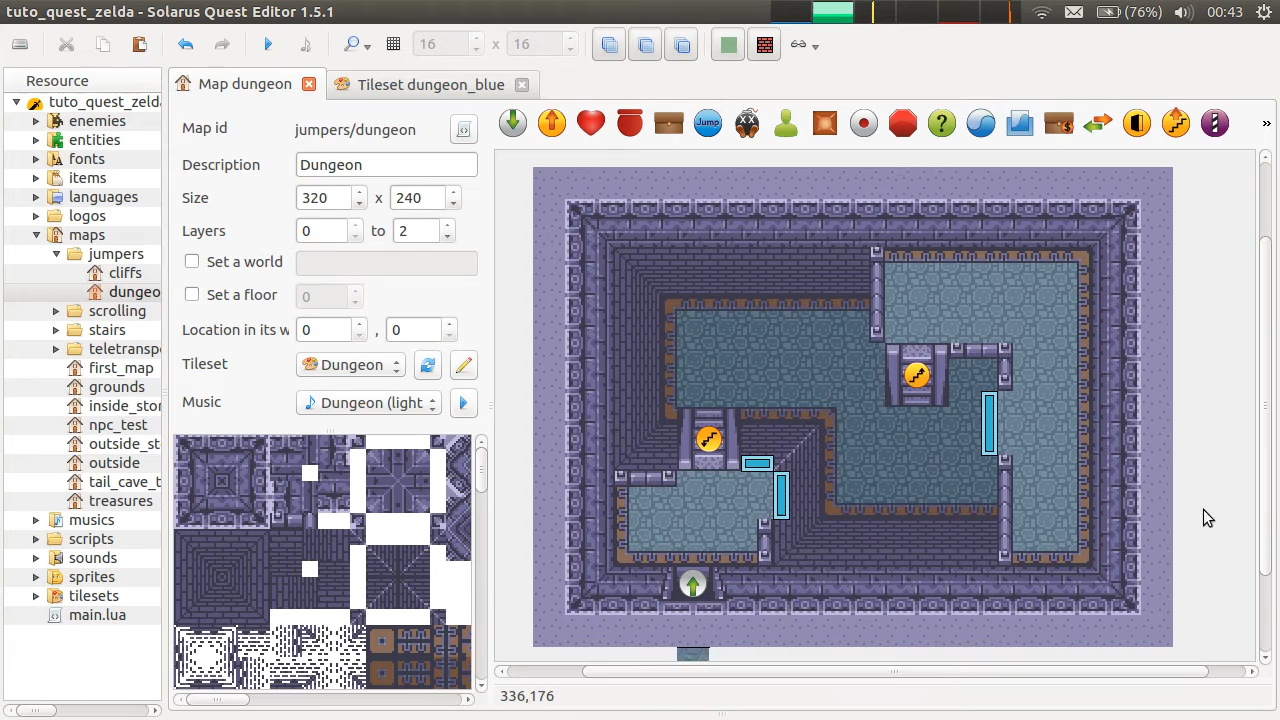 tuto_quest_zelda - Solarus Quest Editor 1.5.1
(76%)
00:43
16 x 16
Resource
tuto_quest_zelda
enemies
entities
fonts
items
languages
logos
maps
jumpers
cliffs
dungeo
scrolling
stairs
teletransp
first_map
grounds
inside_sto
npc_test
outside_st
outside
tail_cave_t
treasures
musics
scripts
sounds
sprites
tilesets
main.lua
Map dungeon
Tileset dungeon_blue
Map id jumpers/dungeon
Description Dungeon
Size 320 x 240
Layers 0 to 2
Set a world
Set a floor 0
Location in its w 0 , 0
Tileset Dungeon
Music Dungeon (light
Jump
»
336,176